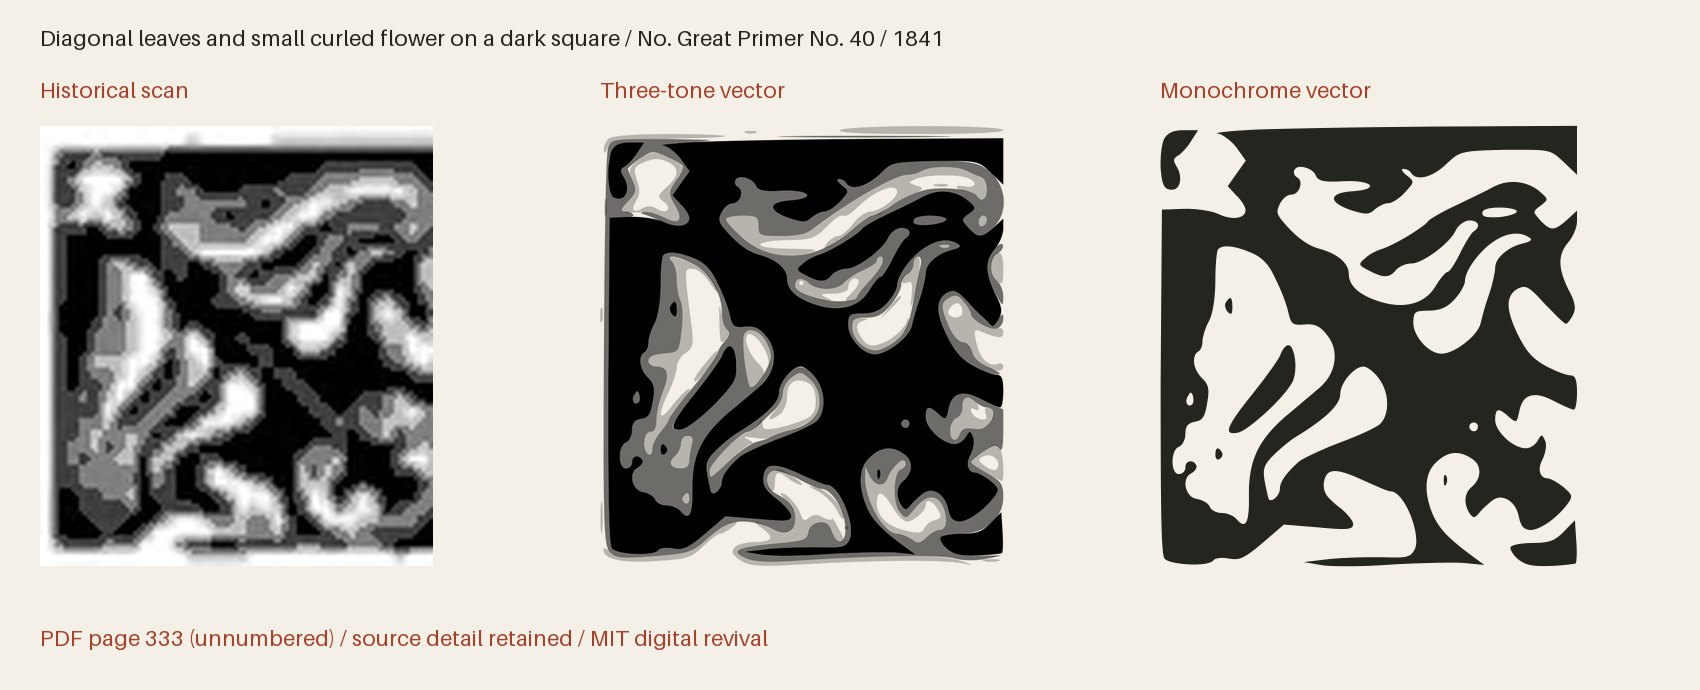 Diagonal leaves and small curled flower on a dark square / No. Great Primer No. 40 / 1841
Historical scan
Three-tone vector
Monochrome vector
PDF page 333 (unnumbered) / source detail retained / MIT digital revival